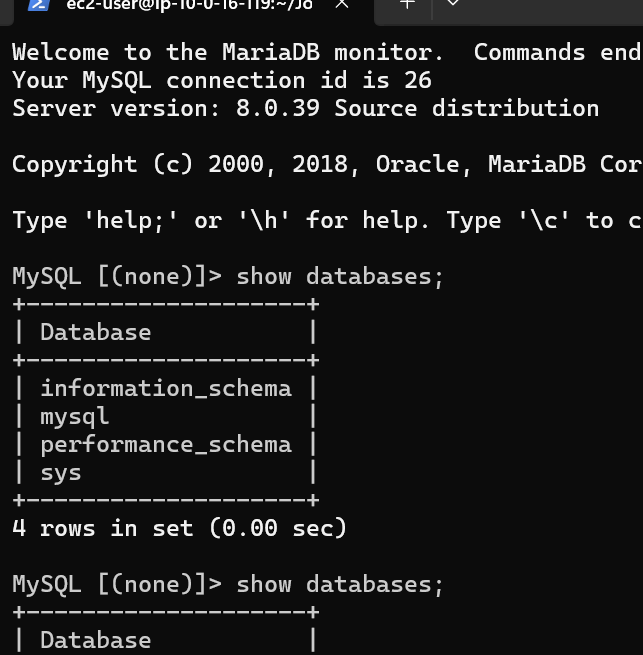 ec2-user@ip-10-0-16-119:~/Jo
Welcome to the MariaDB monitor.  Commands end
Your MySQL connection id is 26
Server version: 8.0.39 Source distribution
Copyright (c) 2000, 2018, Oracle, MariaDB Cor
Type 'help;' or '\h' for help. Type '\c' to c
MySQL [(none)]> show databases;
+--------------------+
| Database           |
+--------------------+
| information_schema |
| mysql              |
| performance_schema |
| sys                |
+--------------------+
4 rows in set (0.00 sec)
MySQL [(none)]> show databases;
+--------------------+
| Database           |